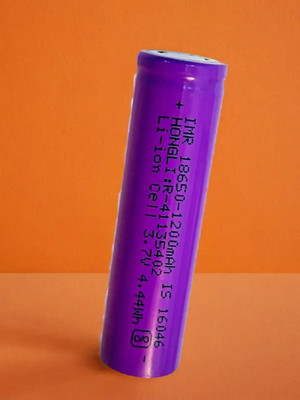 + IMR 18650-1200mAh IS 16046
HONGLI:R-41135402
Li-ion Cell 3.7V 4.44Wh -